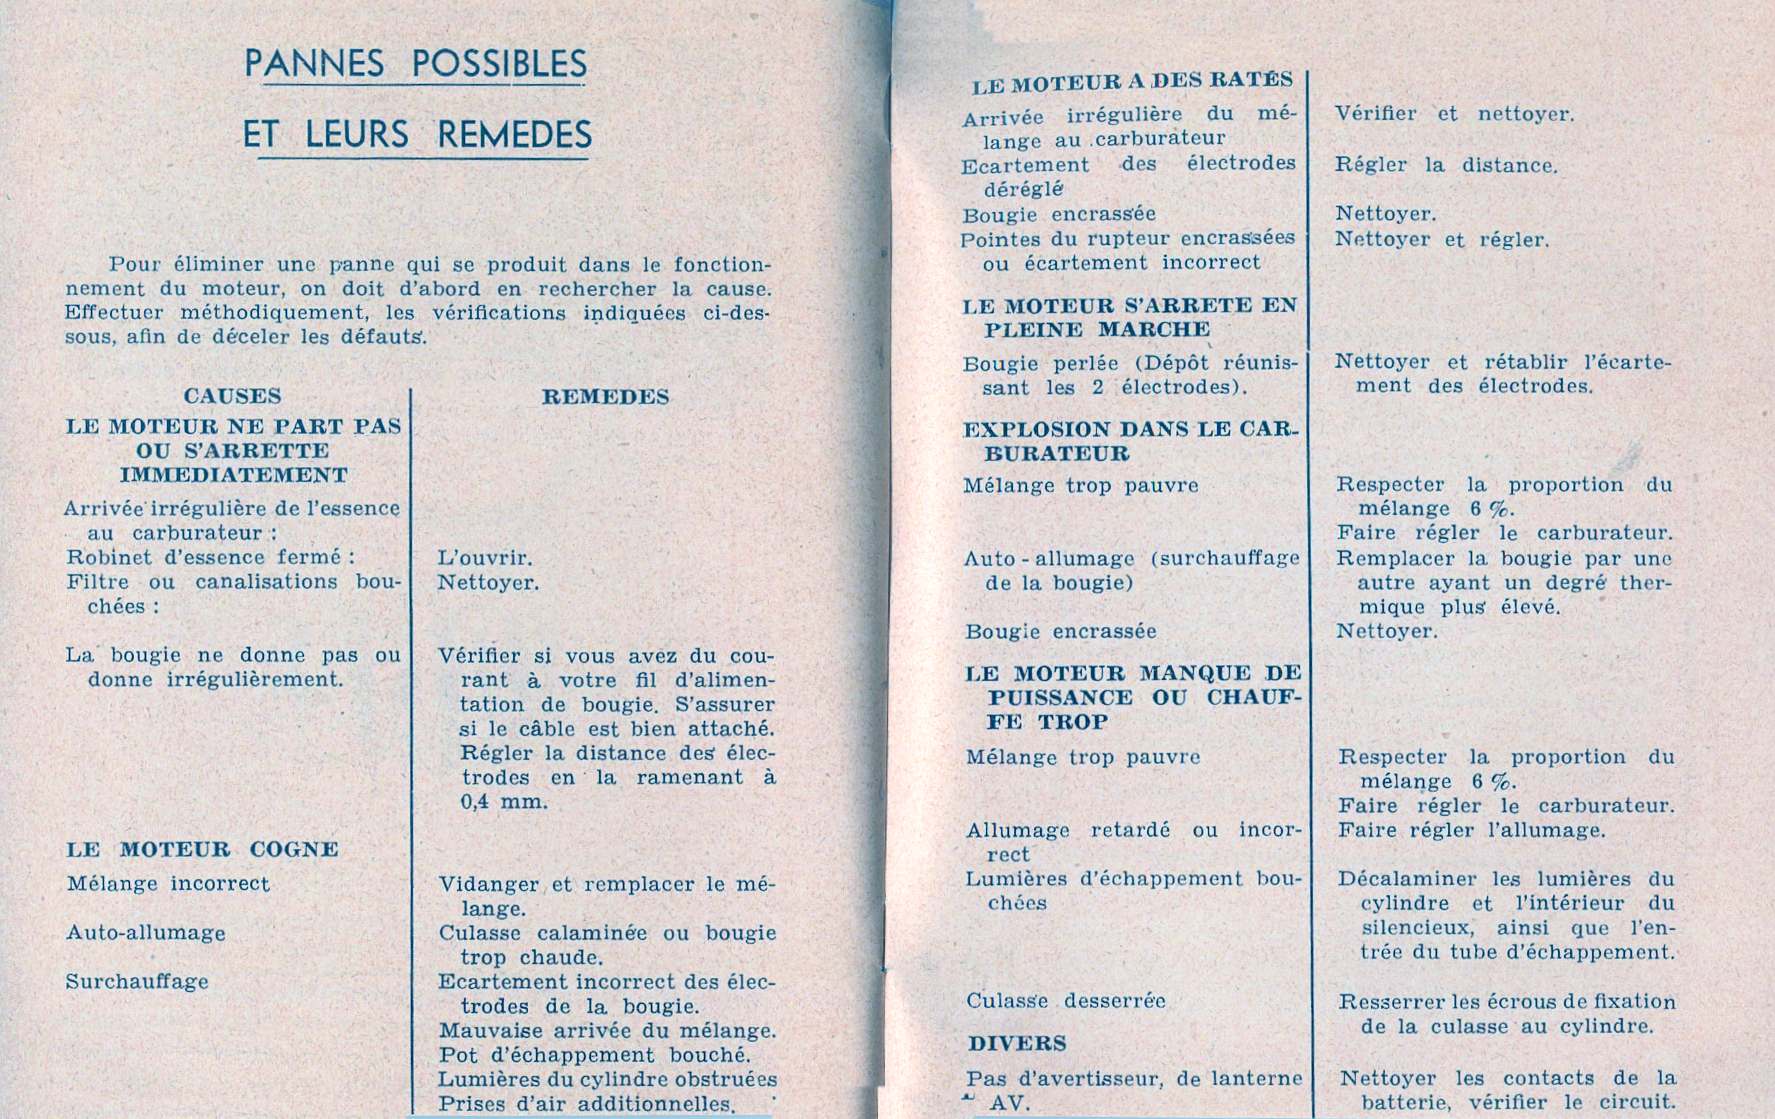 PANNES POSSIBLES
ET LEURS REMEDES
Pour éliminer une panne qui se produit dans le fonction-
nement du moteur, on doit d'abord en rechercher la cause.
Effectuer méthodiquement, les vérifications indiquées ci-des-
sous, afin de déceler les défauts.
CAUSES
REMEDES
LE MOTEUR NE PART PAS
OU S'ARRETTE
IMMEDIATEMENT
Arrivée irrégulière de l'essence
au carburateur :
Robinet d'essence fermé :
L'ouvrir.
Filtre ou canalisations bou-
chées :
Nettoyer.
La bougie ne donne pas ou
donne irrégulièrement.
Vérifier si vous avez du cou-
rant à votre fil d'alimen-
tation de bougie. S'assurer
si le câble est bien attaché.
Régler la distance des élec-
trodes en la ramenant à
0,4 mm.
LE MOTEUR COGNE
Mélange incorrect
Vidanger et remplacer le mé-
lange.
Auto-allumage
Culasse calaminée ou bougie
trop chaude.
Surchauffage
Ecartement incorrect des élec-
trodes de la bougie.
Mauvaise arrivée du mélange.
Pot d'échappement bouché.
Lumières du cylindre obstruées
Prises d'air additionnelles.
LE MOTEUR A DES RATÉS
Arrivée irrégulière du mé-
lange au carburateur
Vérifier et nettoyer.
Ecartement des électrodes
déréglé
Régler la distance.
Bougie encrassée
Nettoyer.
Pointes du rupteur encrassées
ou écartement incorrect
Nettoyer et régler.
LE MOTEUR S'ARRETE EN
PLEINE MARCHE
Bougie perlée (Dépôt réunis-
sant les 2 électrodes).
Nettoyer et rétablir l'écarte-
ment des électrodes.
EXPLOSION DANS LE CAR-
BURATEUR
Mélange trop pauvre
Respecter la proportion du
mélange 6 %.
Faire régler le carburateur.
Auto - allumage (surchauffage
de la bougie)
Remplacer la bougie par une
autre ayant un degré ther-
mique plus élevé.
Bougie encrassée
Nettoyer.
LE MOTEUR MANQUE DE
PUISSANCE OU CHAUF-
FE TROP
Mélange trop pauvre
Respecter la proportion du
mélange 6 %.
Faire régler le carburateur.
Allumage retardé ou incor-
rect
Faire régler l'allumage.
Lumières d'échappement bou-
chées
Décalaminer les lumières du
cylindre et l'intérieur du
silencieux, ainsi que l'en-
trée du tube d'échappement.
Culasse desserrée
Resserrer les écrous de fixation
de la culasse au cylindre.
DIVERS
Pas d'avertisseur, de lanterne
AV.
Nettoyer les contacts de la
batterie, vérifier le circuit.